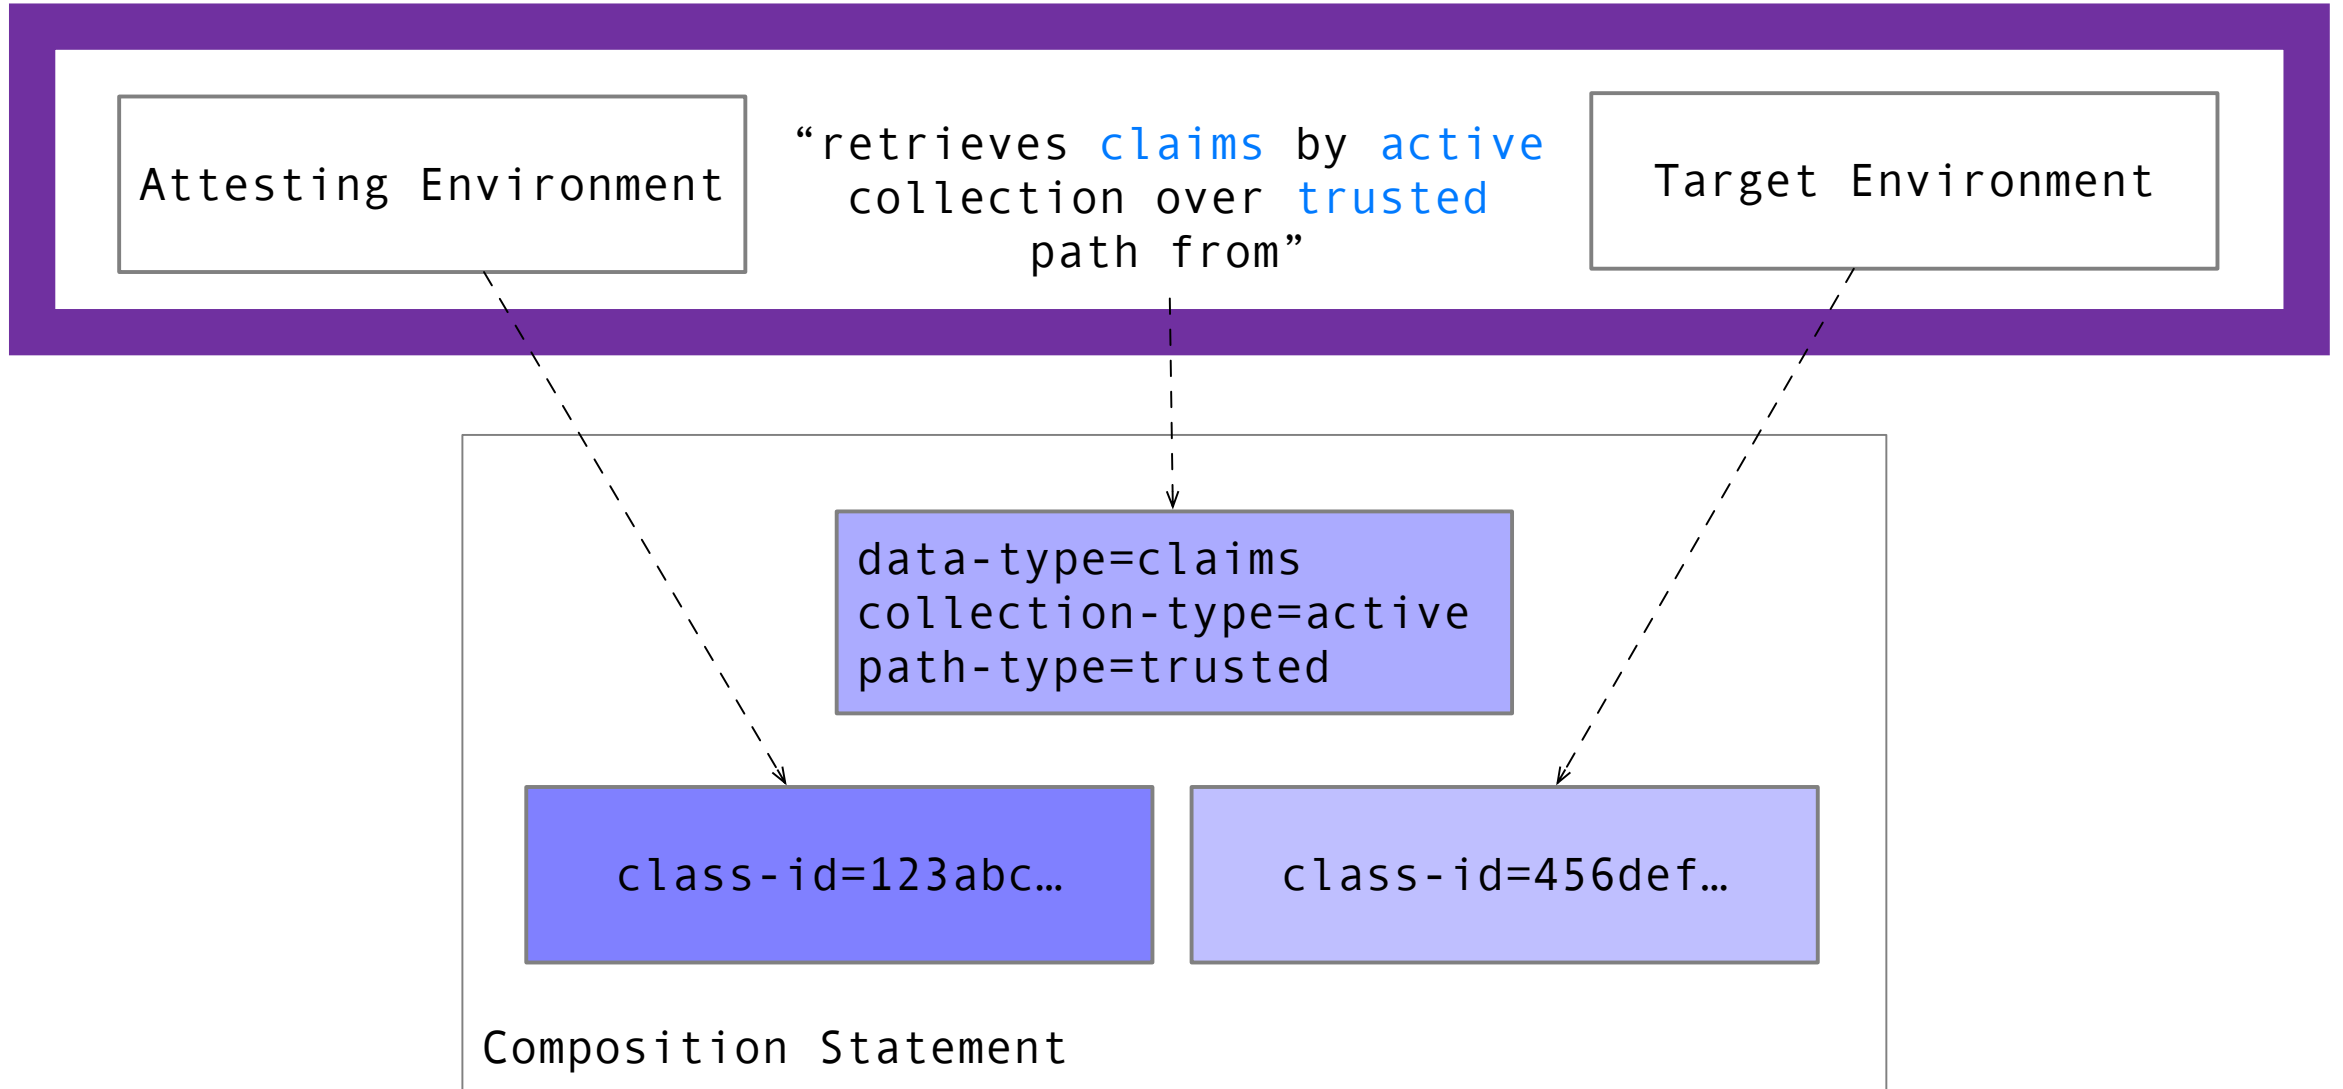 Attesting Environment
“retrieves claims by active
collection over trusted
path from”
Target Environment
data-type=claims
collection-type=active
path-type=trusted
class-id=123abc…
class-id=456def…
Composition Statement